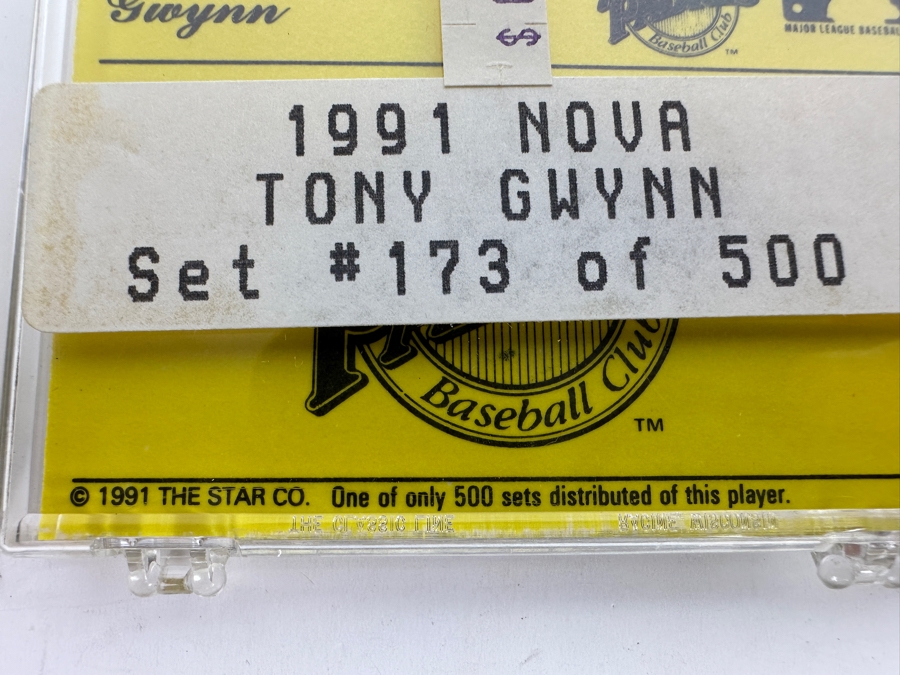 Gwynn
$
Baseball Club
TM
MAJOR LEAGUE BASEBALL
1991 NOVA
TONY GWYNN
Set #173 of 500
Baseball Club
TM
© 1991 THE STAR CO. One of only 500 sets distributed of this player.